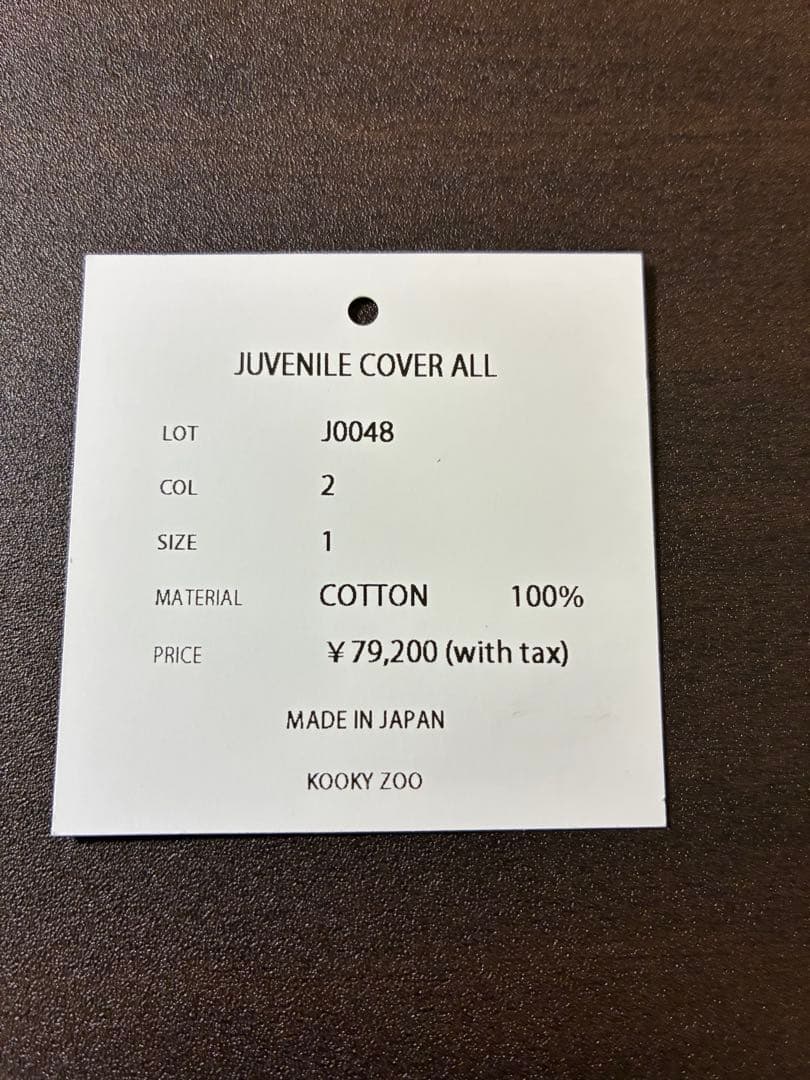 JUVENILE COVER ALL
LOT J0048
COL 2
SIZE 1
MATERIAL COTTON 100%
PRICE ¥79,200 (with tax)
MADE IN JAPAN
KOOKY ZOO